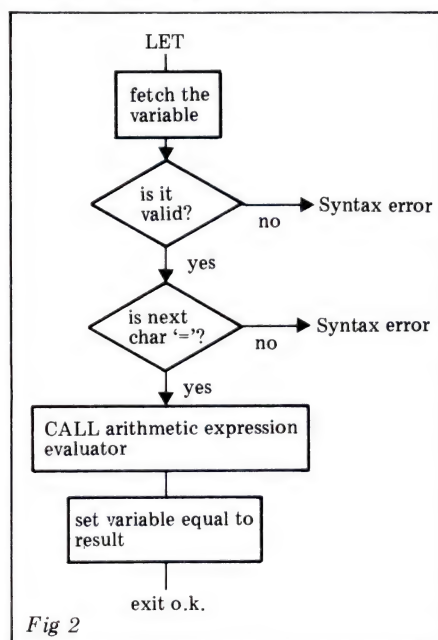 LET
fetch the
variable
is it
valid?
no
Syntax error
yes
is next
char ‘=’?
no
Syntax error
yes
CALL arithmetic expression
evaluator
set variable equal to
result
exit o.k.
Fig 2